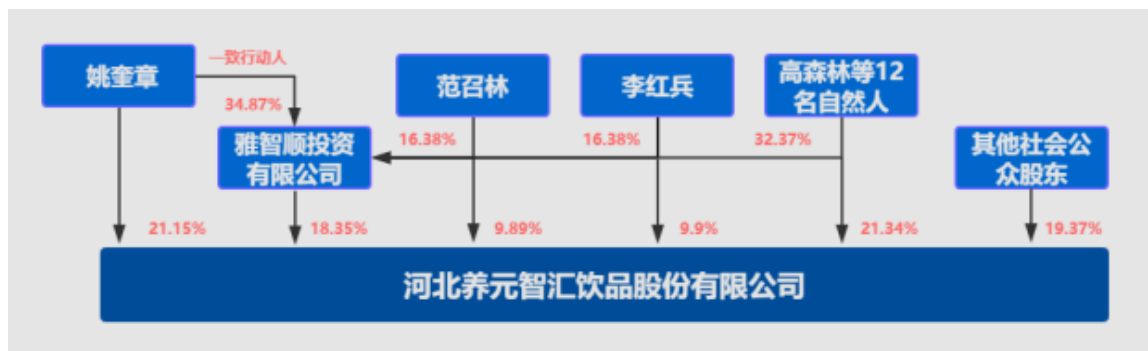 姚奎章
一致行动人
34.87%
范召林
李红兵
高森林等12
名自然人
雅智顺投资
有限公司
16.38%
16.38%
32.37%
其他社会公
众股东
21.15%
18.35%
9.89%
9.9%
21.34%
19.37%
河北养元智汇饮品股份有限公司